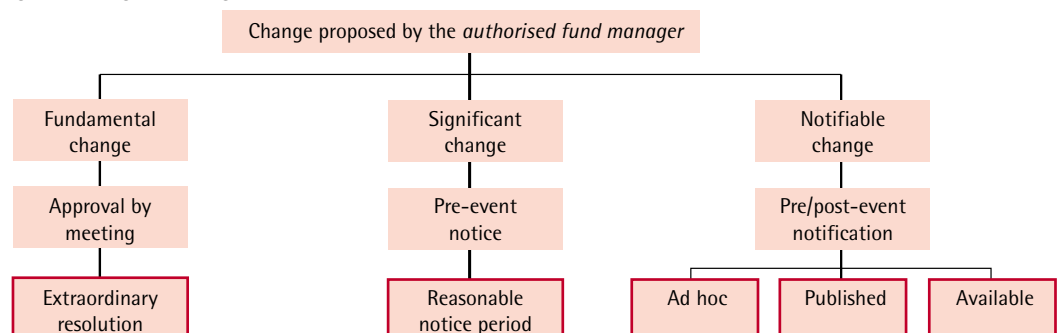 Change proposed by the authorised fund manager
Fundamental
change
Significant
change
Notifiable
change
Approval by
meeting
Pre-event
notice
Pre/post-event
notification
Extraordinary
resolution
Reasonable
notice period
Ad hoc
Published
Available